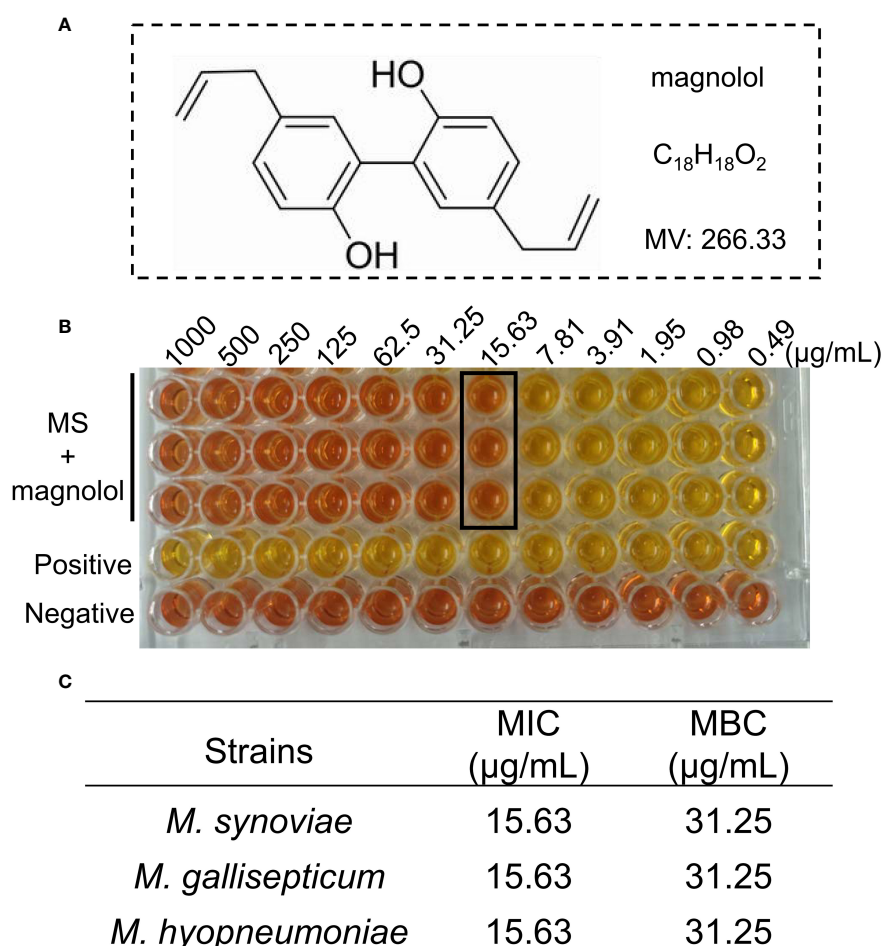 A
HO
OH
magnolol
C₁₈H₁₈O₂
MV: 266.33
B
1000 500 250 125 62.5 31.25 15.63 7.81 3.91 1.95 0.98 0.49 (µg/mL)
MS
+
magnolol
Positive
Negative
C
Strains MIC (µg/mL) MBC (µg/mL)
M. synoviae 15.63 31.25
M. gallisepticum 15.63 31.25
M. hyopneumoniae 15.63 31.25